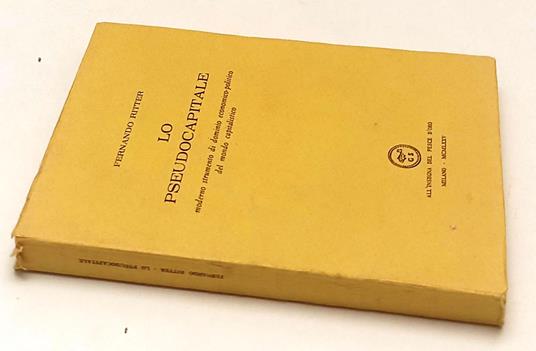 FERNANDO RITTER
LO
PSEUDOCAPITALE
moderno strumento di dominio economico-politico
del mondo capitalistico
G S
ALL'INSEGNA DEL PESCE D'ORO
MILANO - MCMLXXV
FERNANDO RITTER - LO PSEUDOCAPITALE